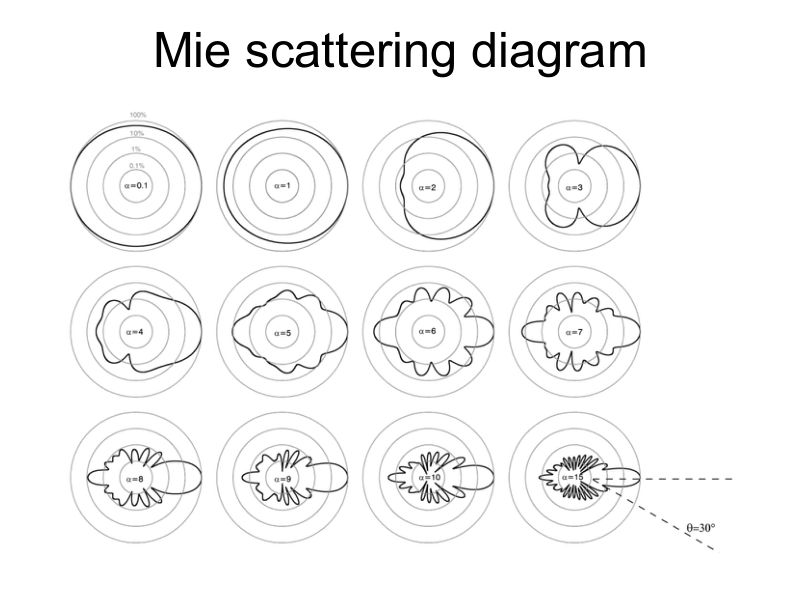 Mie scattering diagram
100%
10%
1%
0.1%
α=0.1
α=1
α=2
α=3
α=4
α=5
α=6
α=7
α=8
α=9
α=10
α=15
θ=30°